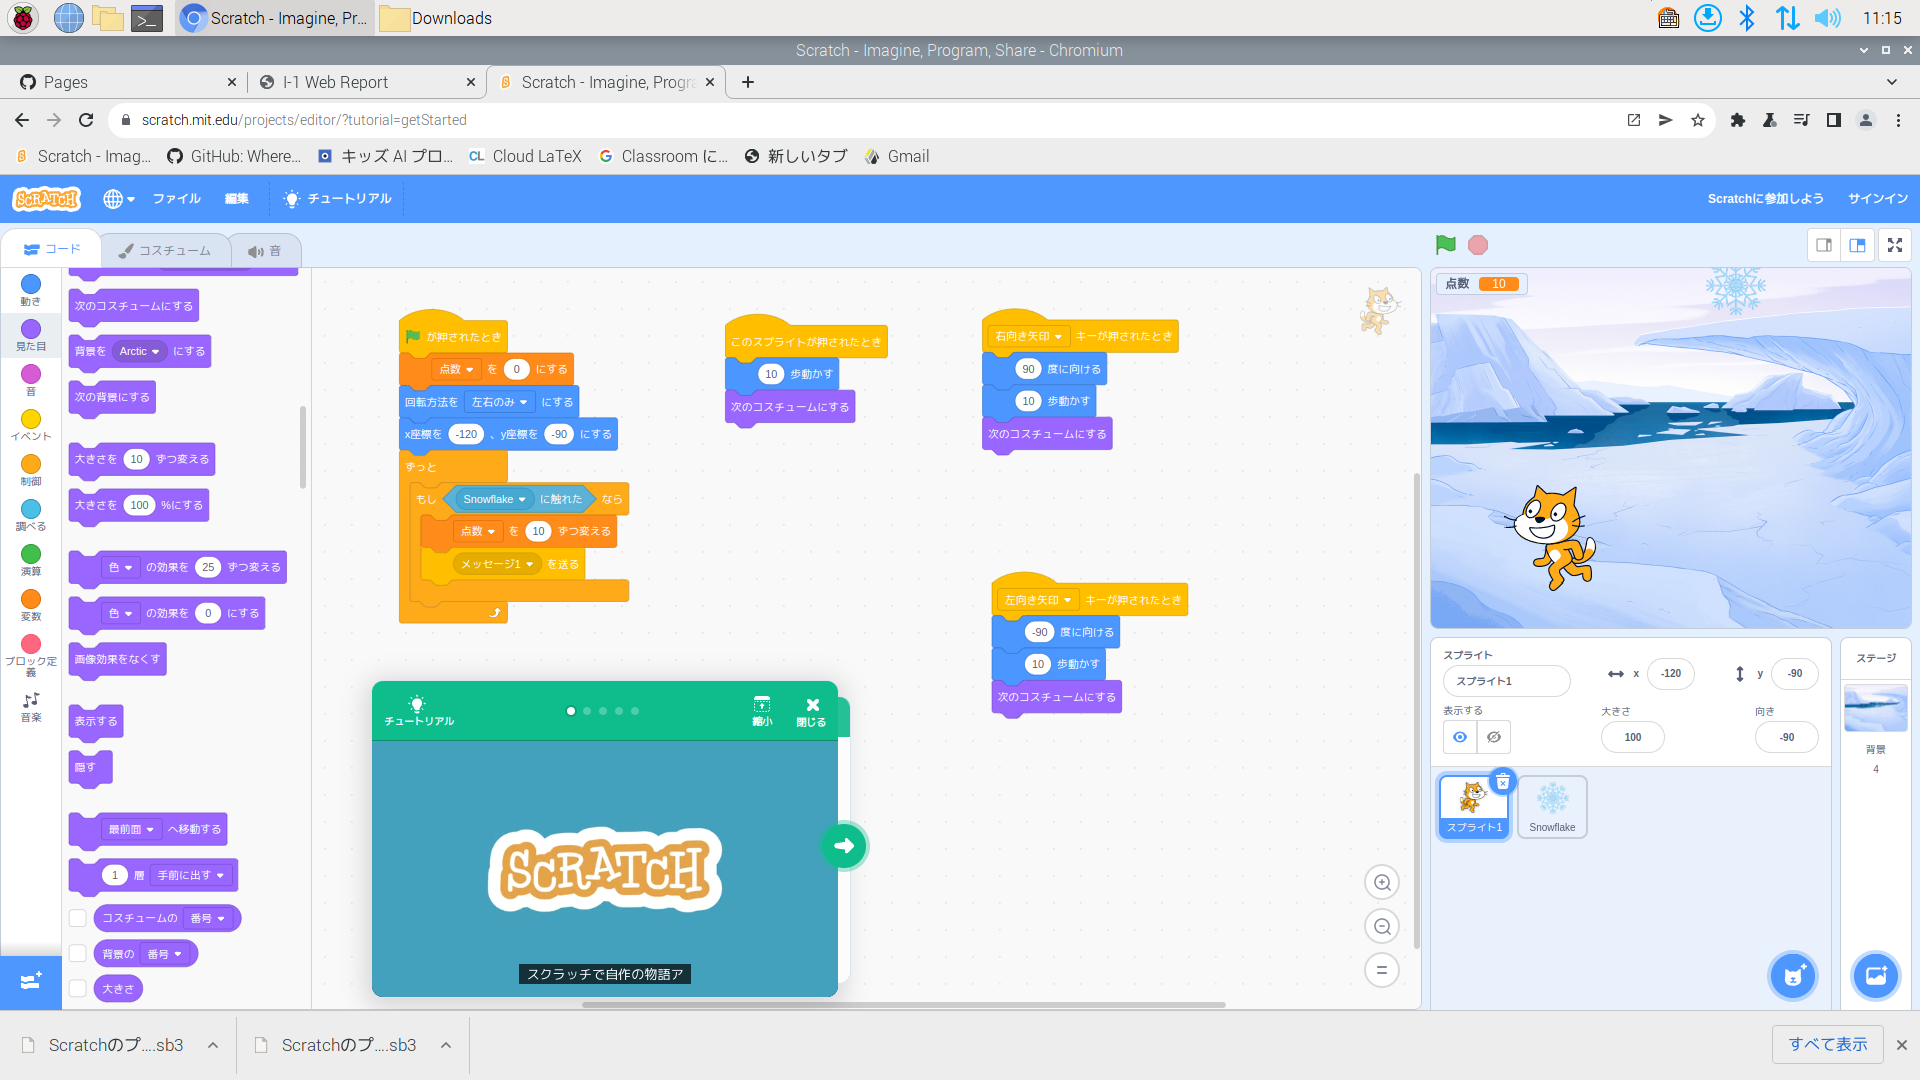 Scratch - Imagine, Pr...
Downloads
11:15
Scratch - Imagine, Program, Share - Chromium
Pages
I-1 Web Report
Scratch - Imagine, Progra
scratch.mit.edu/projects/editor/?tutorial=getStarted
Scratch - Imag...
GitHub: Where...
キッズ AI プロ...
CL Cloud LaTeX
G Classroom に...
新しいタブ
Gmail
SCRATCH
ファイル
編集
チュートリアル
Scratchに参加しよう
サインイン
コード
コスチューム
音
動き
見た目
音
イベント
制御
調べる
演算
変数
ブロック定
義
音楽
次のコスチュームにする
背景を Arctic にする
次の背景にする
大きさを 10 ずつ変える
大きさを 100 %にする
色 の効果を 25 ずつ変える
色 の効果を 0 にする
画像効果をなくす
表示する
隠す
最前面 へ移動する
1 層 手前に出す
コスチュームの 番号
背景の 番号
大きさ
が押されたとき
点数 を 0 にする
回転方法を 左右のみ にする
x座標を -120 、y座標を -90 にする
ずっと
もし Snowflake に触れた なら
点数 を 10 ずつ変える
メッセージ1 を送る
このスプライトが押されたとき
10 歩動かす
次のコスチュームにする
右向き矢印 キーが押されたとき
90 度に向ける
10 歩動かす
次のコスチュームにする
左向き矢印 キーが押されたとき
-90 度に向ける
10 歩動かす
次のコスチュームにする
チュートリアル
縮小
閉じる
SCRATCH
スクラッチで自作の物語ア
点数 10
スプライト
スプライト1
x -120
y -90
表示する
大きさ
100
向き
-90
スプライト1
Snowflake
ステージ
背景
4
Scratchのプ....sb3
Scratchのプ....sb3
すべて表示